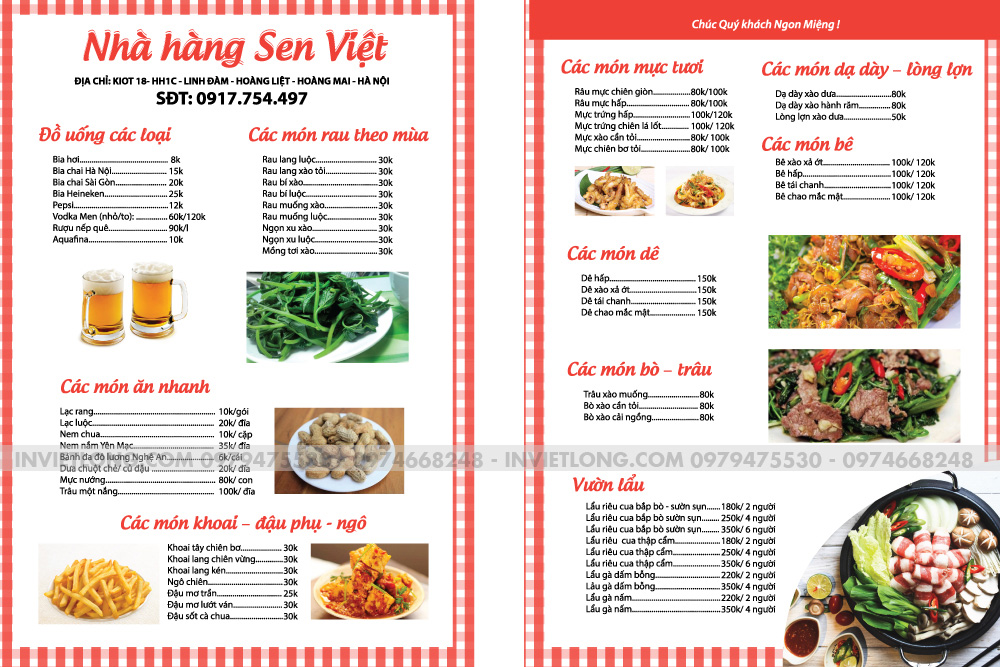 Nhà hàng Sen Việt
ĐỊA CHỈ: KIOT 18- HH1C - LINH ĐÀM - HOÀNG LIỆT - HOÀNG MAI - HÀ NỘI
SĐT: 0917.754.497
Đồ uống các loại
Bia hơi........ 8k
Bia chai Hà Nội........ 15k
Bia chai Sài Gòn........ 20k
Bia Heineken........ 25k
Pepsi........ 12k
Vodka Men (nhỏ/to): ........ 60k/120k
Rượu nếp quê........ 90k/l
Aquafina........ 10k
Các món rau theo mùa
Rau lang luộc........ 30k
Rau lang xào tỏi........ 30k
Rau bí xào........ 30k
Rau bí luộc........ 30k
Rau muống xào........ 30k
Rau muống luộc........ 30k
Ngọn xu xào........ 30k
Ngọn xu luộc........ 30k
Mồng tơi xào........ 30k
Các món ăn nhanh
Lạc rang........ 10k/gói
Lạc luộc........ 20k/ đĩa
Nem chua........ 10k/ cặp
Nem nắm Yên Mạc........ 35k/ đĩa
Bánh đa độ lương Nghệ An........ 6k/cái
Dưa chuột chẻ/ củ đậu ........ 20k/ đĩa
Mực nướng........ 80k/ con
Trâu một nắng........ 100k/ đĩa
Các món khoai – đậu phụ - ngô
Khoai tây chiên bơ........ 30k
Khoai lang chiên vừng........ 30k
Khoai lang kén........ 30k
Ngô chiên........ 30k
Đậu mơ trần........ 25k
Đậu mơ lướt ván........ 30k
Đậu sốt cà chua........ 30k
Chúc Quý khách Ngon Miệng !
Các món mực tươi
Râu mực chiên giòn........80k/100k
Râu mực hấp........ 80k/100k
Mực trứng hấp........100k/120k
Mực trứng chiên lá lốt........ 100k/ 120k
Mực xào cần tỏi........80k/ 100k
Mực chiên bơ tỏi........80k/ 100k
Các món dạ dày – lòng lợn
Dạ dày xào dưa........80k
Dạ dày xào hành răm........80k
Lòng lợn xào dưa........50k
Các món bê
Bê xào xả ớt........ 100k/ 120k
Bê hấp........100k/ 120k
Bê tái chanh........100k/ 120k
Bê chao mắc mật........ 100k/ 120k
Các món dê
Dê hấp........ 150k
Dê xào xả ớt........150k
Dê tái chanh........ 150k
Dê chao mắc mật........ 150k
Các món bò – trâu
Trâu xào muống........80k
Bò xào cần tỏi........ 80k
Bò xào cải ngồng........ 80k
INVIETLONG.COM 0979475530 - 0974668248 - INVIETLONG.COM 0979475530 - 0974668248
Vườn lẩu
Lẩu riêu cua bắp bò - sườn sụn........180k/ 2 người
Lẩu riêu cua bắp bò sườn sụn........ 250k/ 4 người
Lẩu riêu cua bắp bò sườn sụn........ 350k/ 6 người
Lẩu riêu cua thập cẩm........180k/ 2 người
Lẩu riêu cua thập cẩm........250k/ 4 người
Lẩu riêu cua thập cẩm........350k/ 6 người
Lẩu gà dấm bỗng........220k/ 2 người
Lâu gà dấm bỗng........350k/ 4 người
Lẩu gà nấm........220k/ 2 người
Lẩu gà nấm........350k/ 4 người